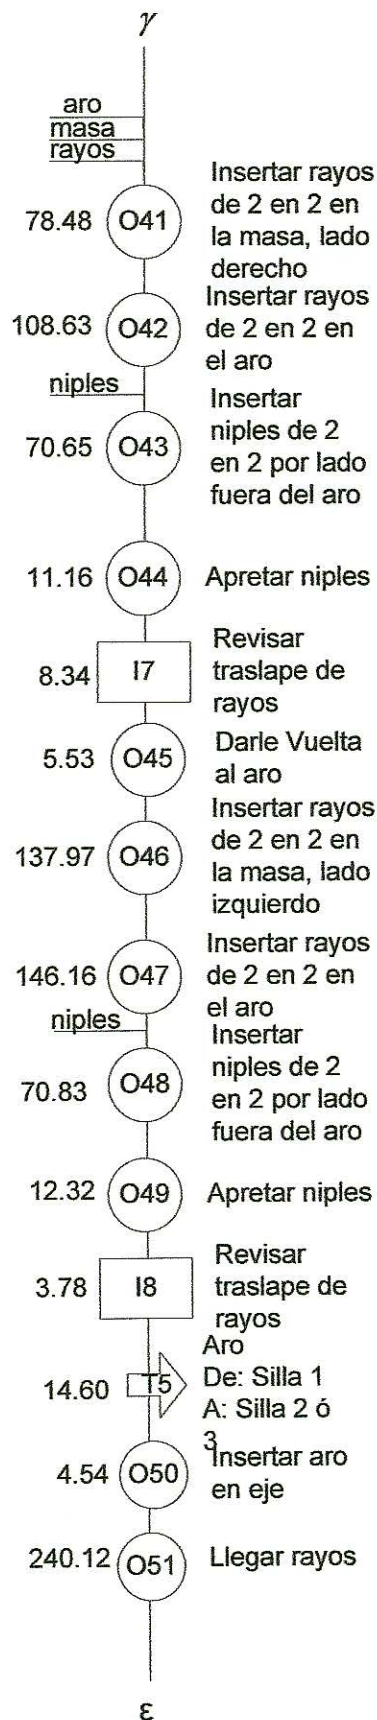 γ
aro
masa
rayos
78.48 O41 Insertar rayos
de 2 en 2 en
la masa, lado
derecho
108.63 O42 Insertar rayos
de 2 en 2 en
el aro
niples
70.65 O43 Insertar
niples de 2
en 2 por lado
fuera del aro
11.16 O44 Apretar niples
8.34 I7 Revisar
traslape de
rayos
5.53 O45 Darle Vuelta
al aro
137.97 O46 Insertar rayos
de 2 en 2 en
la masa, lado
izquierdo
146.16 O47 Insertar rayos
de 2 en 2 en
el aro
niples
70.83 O48 Insertar
niples de 2
en 2 por lado
fuera del aro
12.32 O49 Apretar niples
3.78 I8 Revisar
traslape de
rayos
14.60 T5 Aro
De: Silla 1
A: Silla 2 ó
3
4.54 O50 Insertar aro
en eje
240.12 O51 Llegar rayos
ε